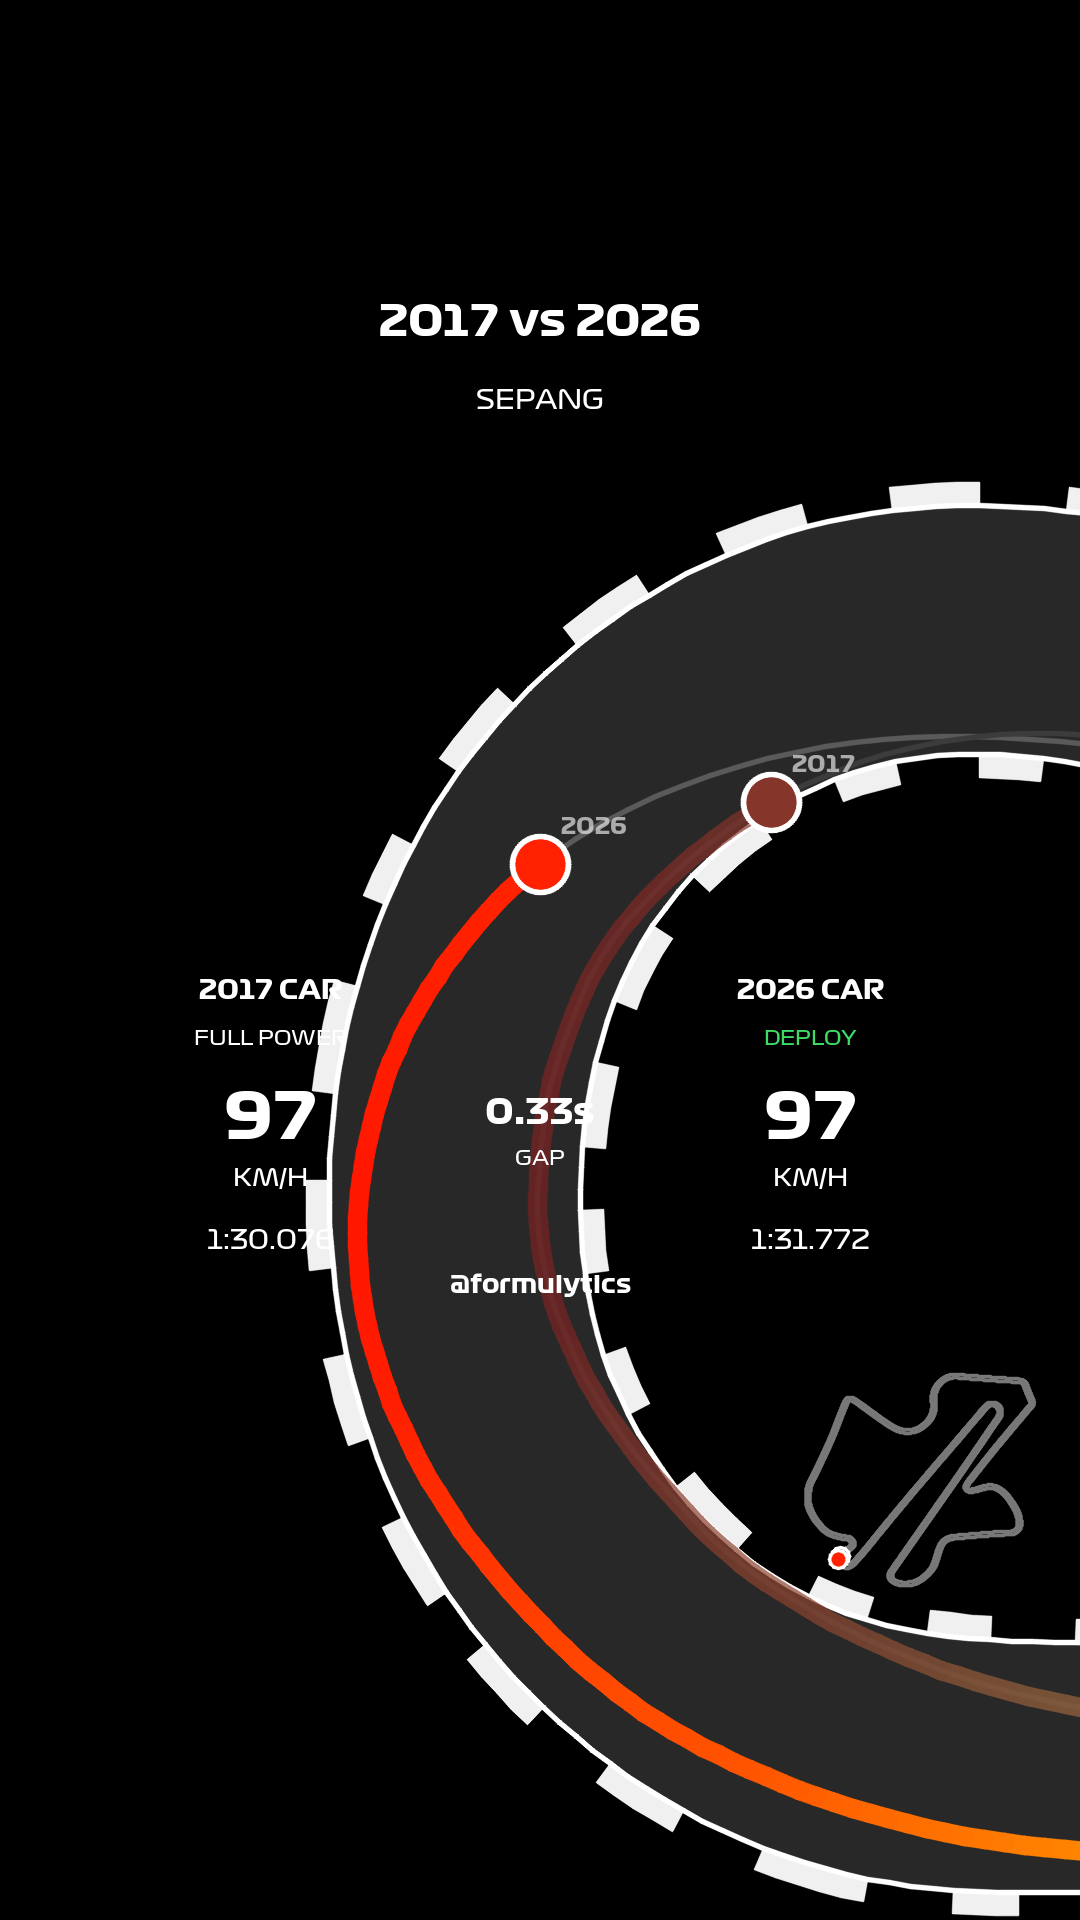 2017 vs 2026
SEPANG
2017
2026
2017 CAR
FULL POWER
97
KM/H
1:30.076
0.33s
GAP
2026 CAR
DEPLOY
97
KM/H
1:31.772
@formulytics